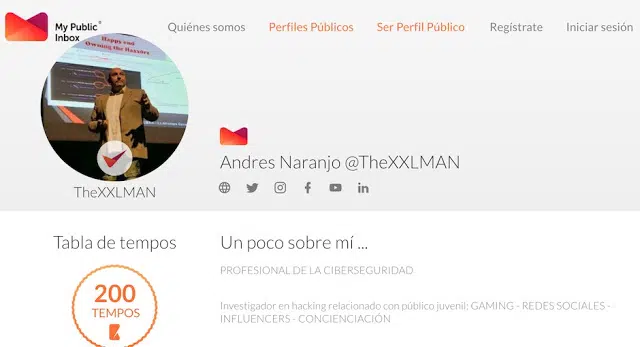 My Public®
Inbox
Quiénes somos
Perfiles Públicos
Ser Perfil Público
Regístrate
Iniciar sesión
Happy end
Owning the Haxxors
Andres Naranjo @TheXXLMAN
TheXXLMAN
Tabla de tempos
200
TEMPOS
Un poco sobre mí ...
PROFESIONAL DE LA CIBERSEGURIDAD
Investigador en hacking relacionado con público juvenil: GAMING - REDES SOCIALES -
INFLUENCERS - CONCIENCIACIÓN